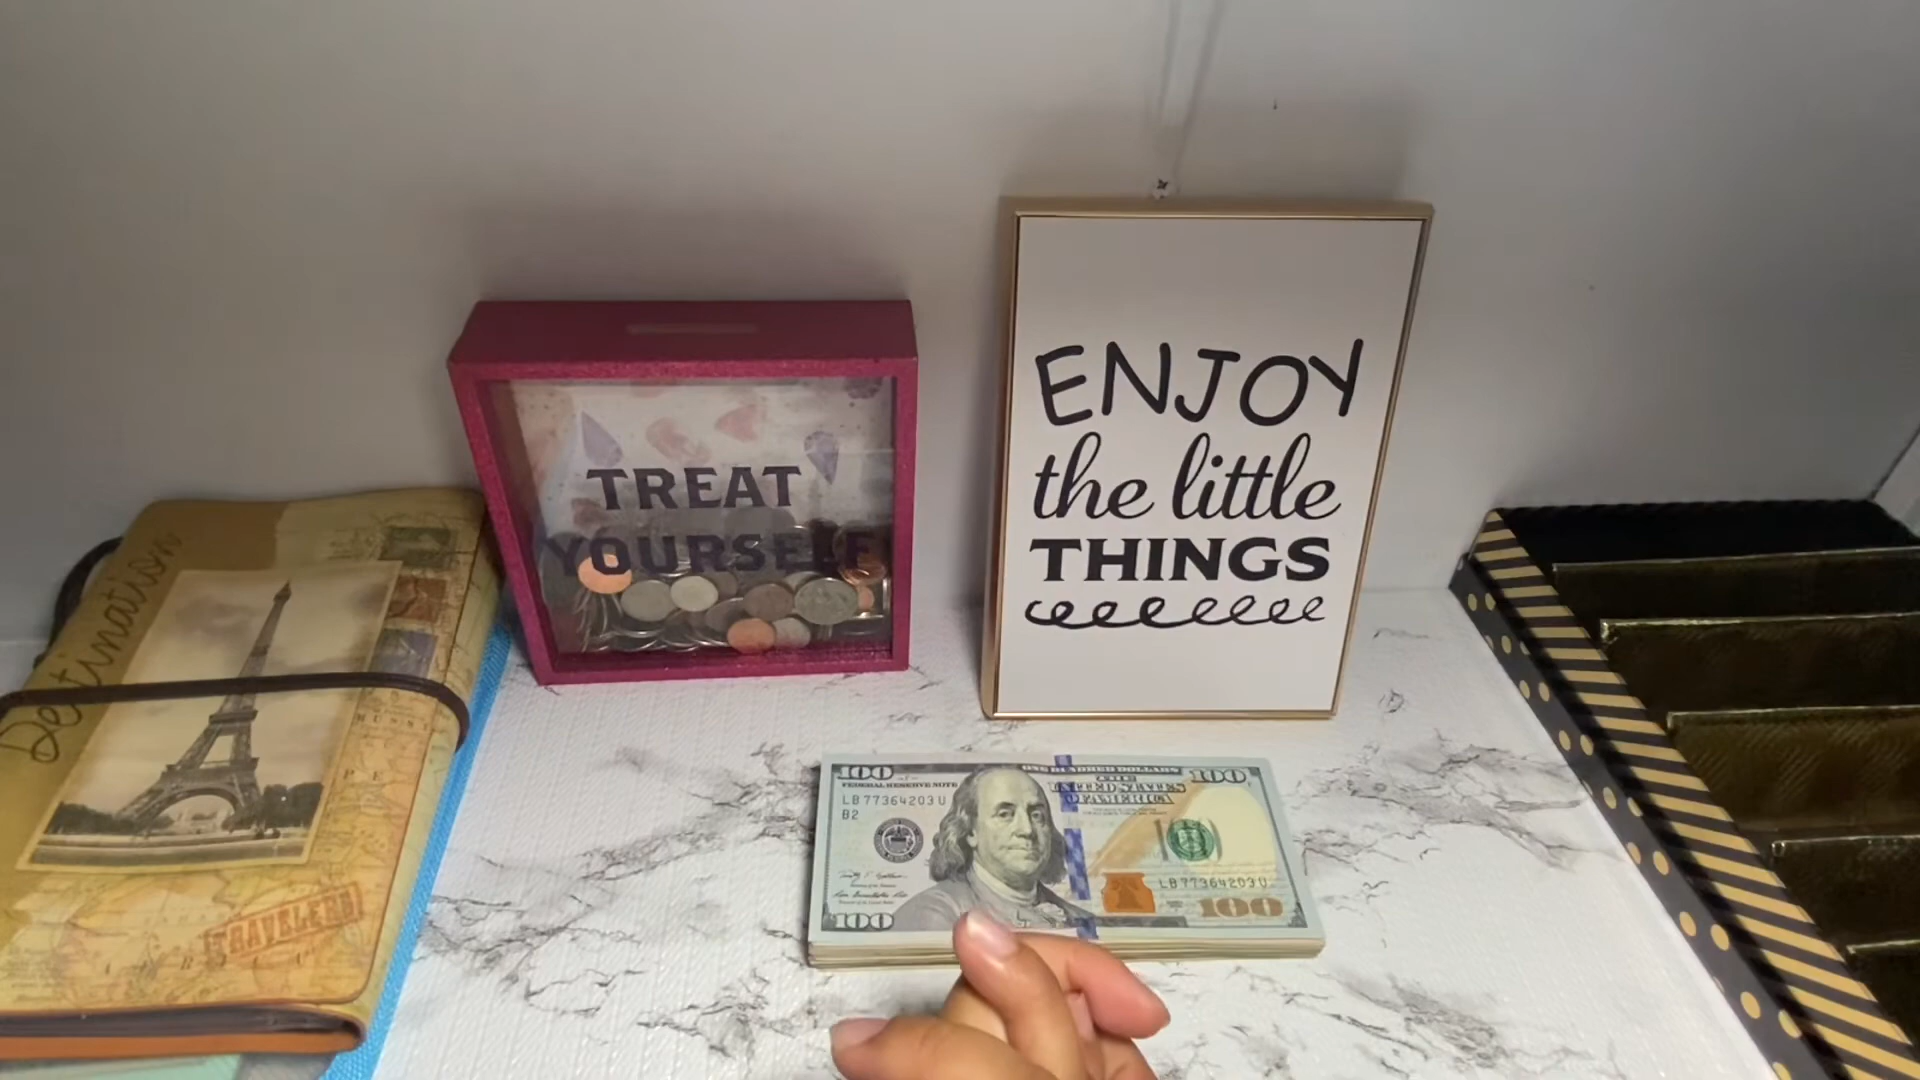 Destination
TRAVELERS
TREAT
YOURSELF
ENJOY
the little
THINGS
100
FEDERAL RESERVE NOTE
ONE HUNDRED DOLLARS
THE
UNITED STATES
OF AMERICA
100
LB 77364203 U
B2
LB 77364203 U
100
100